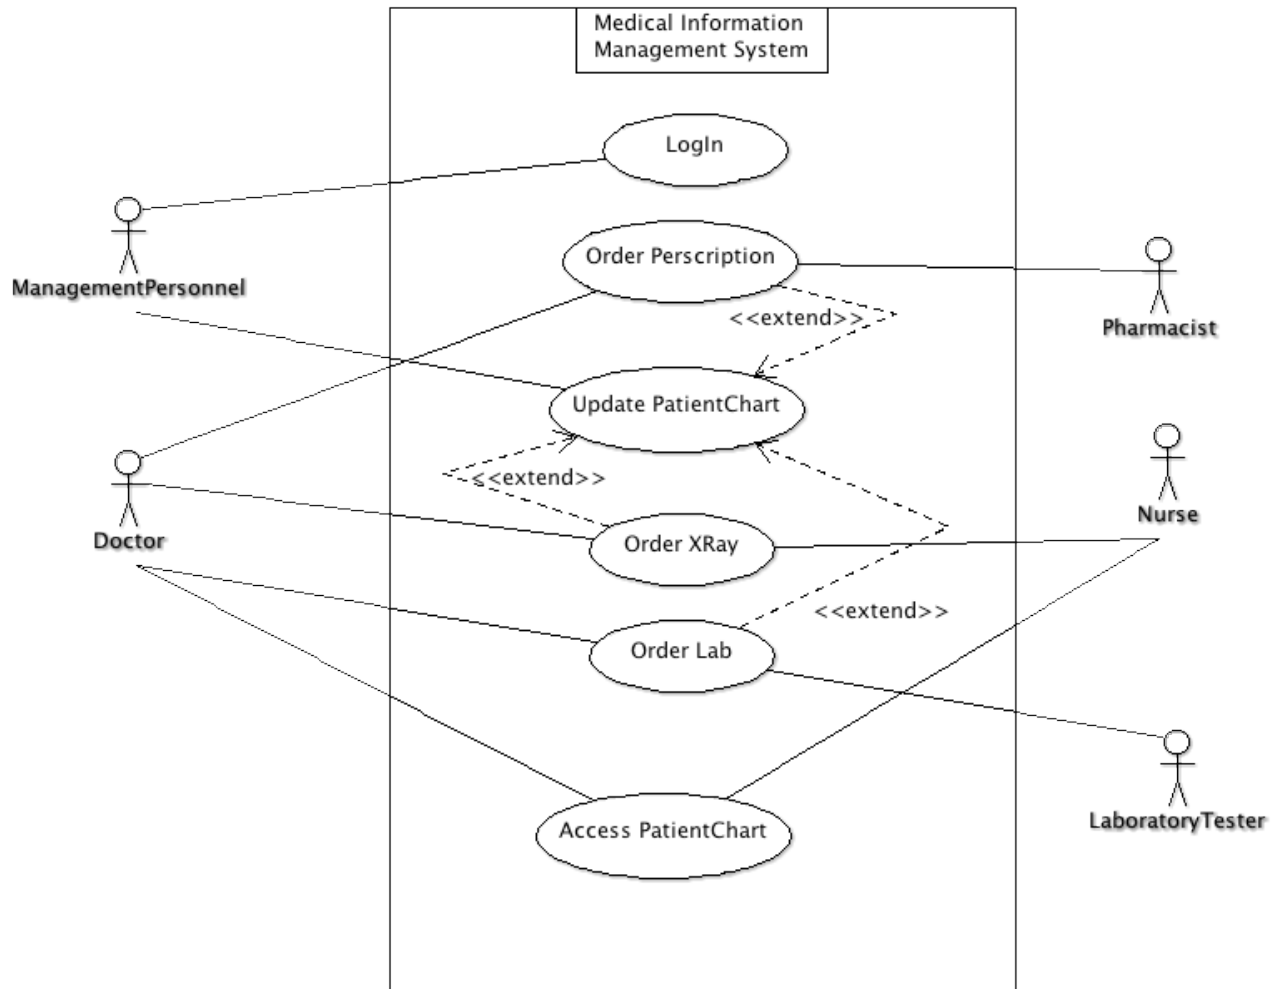 Medical Information
Management System
LogIn
Order Perscription
ManagementPersonnel
<<extend>>
Pharmacist
Update PatientChart
<<extend>>
Nurse
Doctor
Order XRay
<<extend>>
Order Lab
LaboratoryTester
Access PatientChart